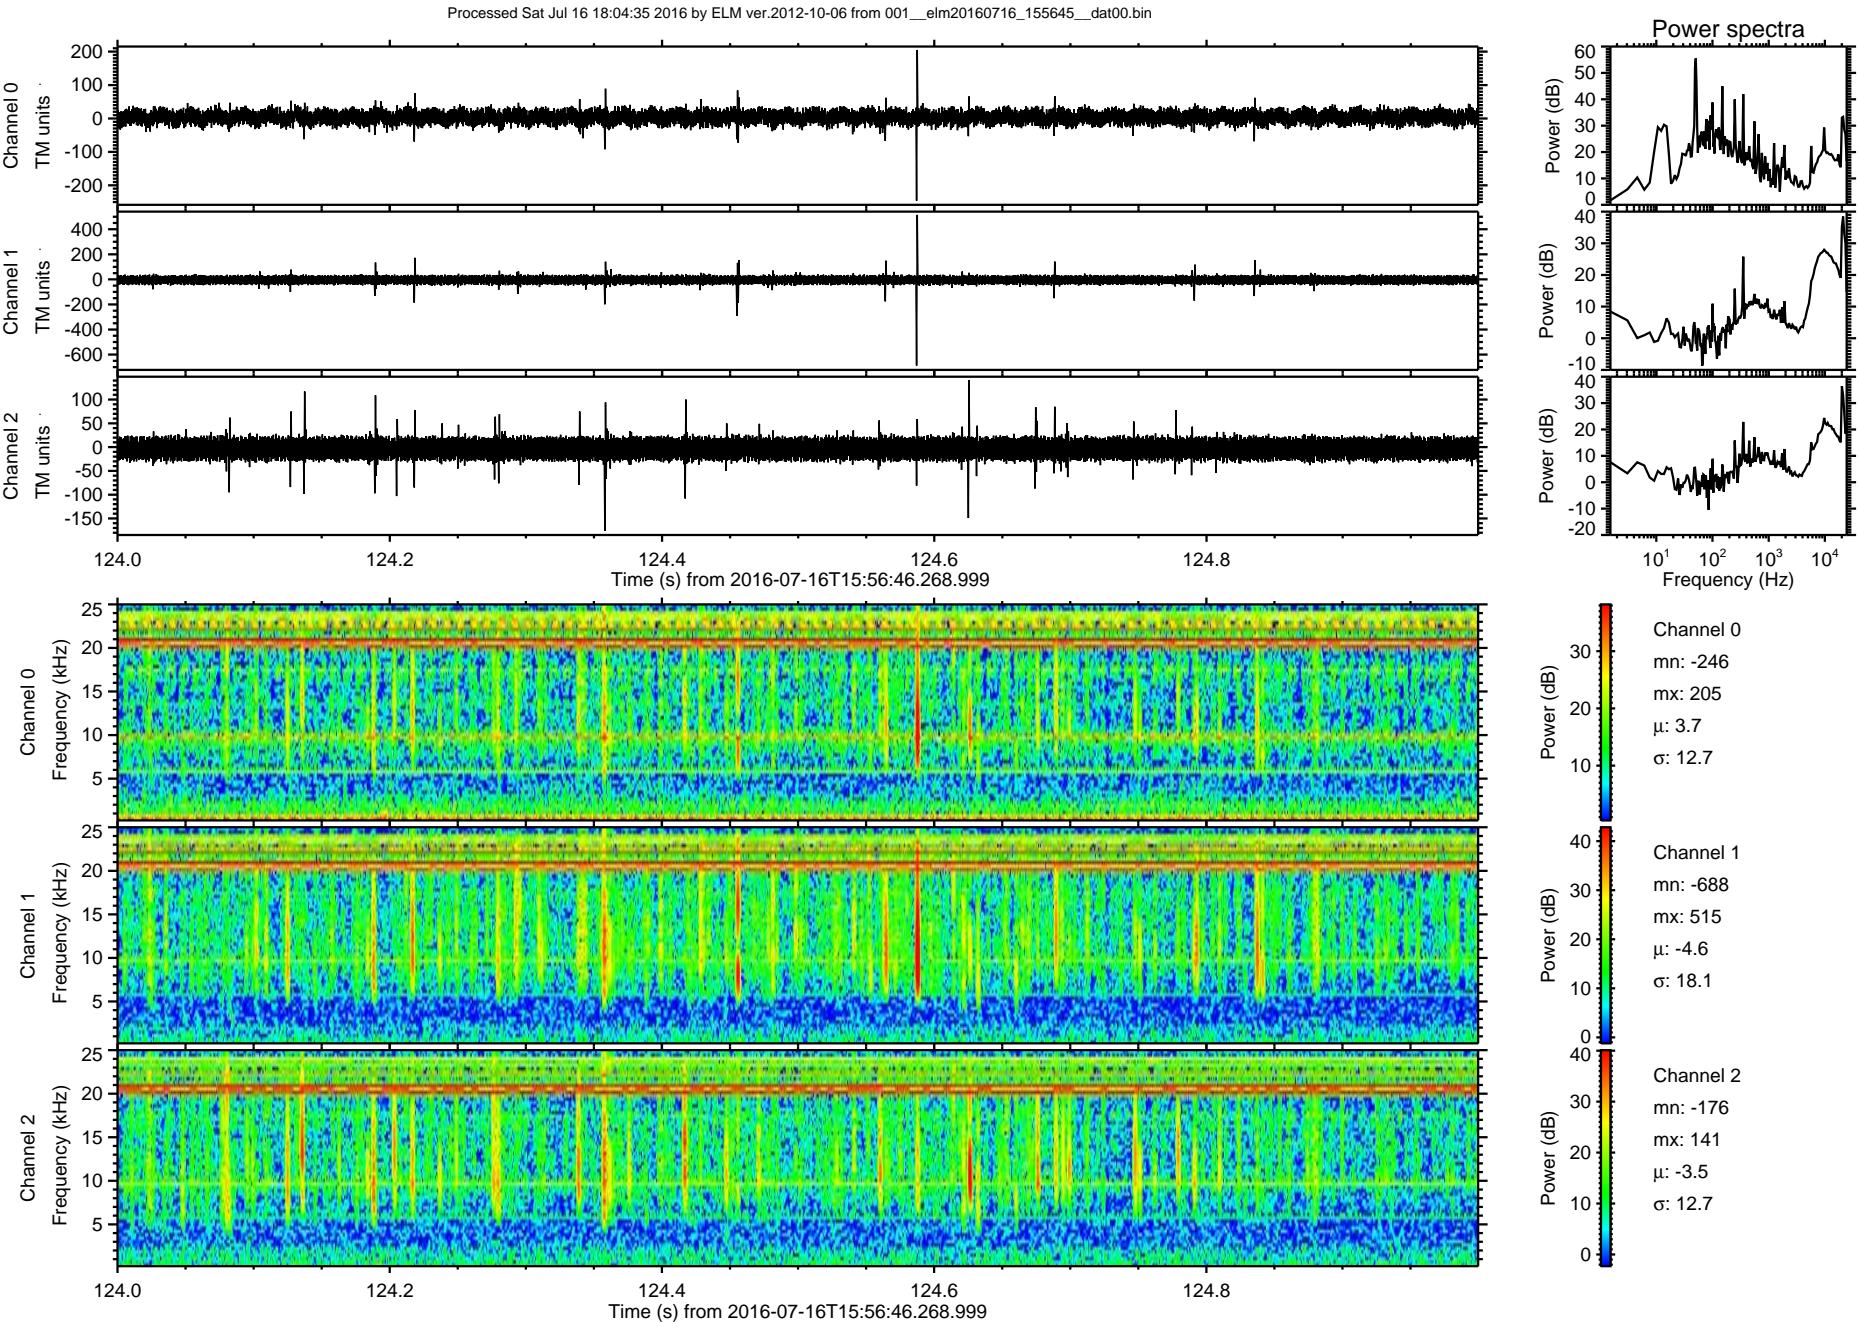 Processed Sat Jul 16 18:04:35 2016 by ELM ver.2012-10-06 from 001__elm20160716_155645__dat00.bin
Power spectra
Channel 0
TM units
200
100
0
-100
-200
Power (dB)
60
50
40
30
20
10
0
Channel 1
TM units
400
200
0
-200
-400
-600
Power (dB)
40
30
20
10
0
-10
Channel 2
TM units
100
50
0
-50
-100
-150
Power (dB)
40
30
20
10
0
-10
-20
124.0 124.2 124.4 124.6 124.8
Time (s) from 2016-07-16T15:56:46.268.999
10¹ 10² 10³ 10⁴
Frequency (Hz)
Channel 0
Frequency (kHz)
25
20
15
10
5
Power (dB)
30
20
10
Channel 0
mn: -246
mx: 205
μ: 3.7
σ: 12.7
Channel 1
Frequency (kHz)
25
20
15
10
5
Power (dB)
40
30
20
10
0
Channel 1
mn: -688
mx: 515
μ: -4.6
σ: 18.1
Channel 2
Frequency (kHz)
25
20
15
10
5
Power (dB)
40
30
20
10
0
Channel 2
mn: -176
mx: 141
μ: -3.5
σ: 12.7
124.0 124.2 124.4 124.6 124.8
Time (s) from 2016-07-16T15:56:46.268.999